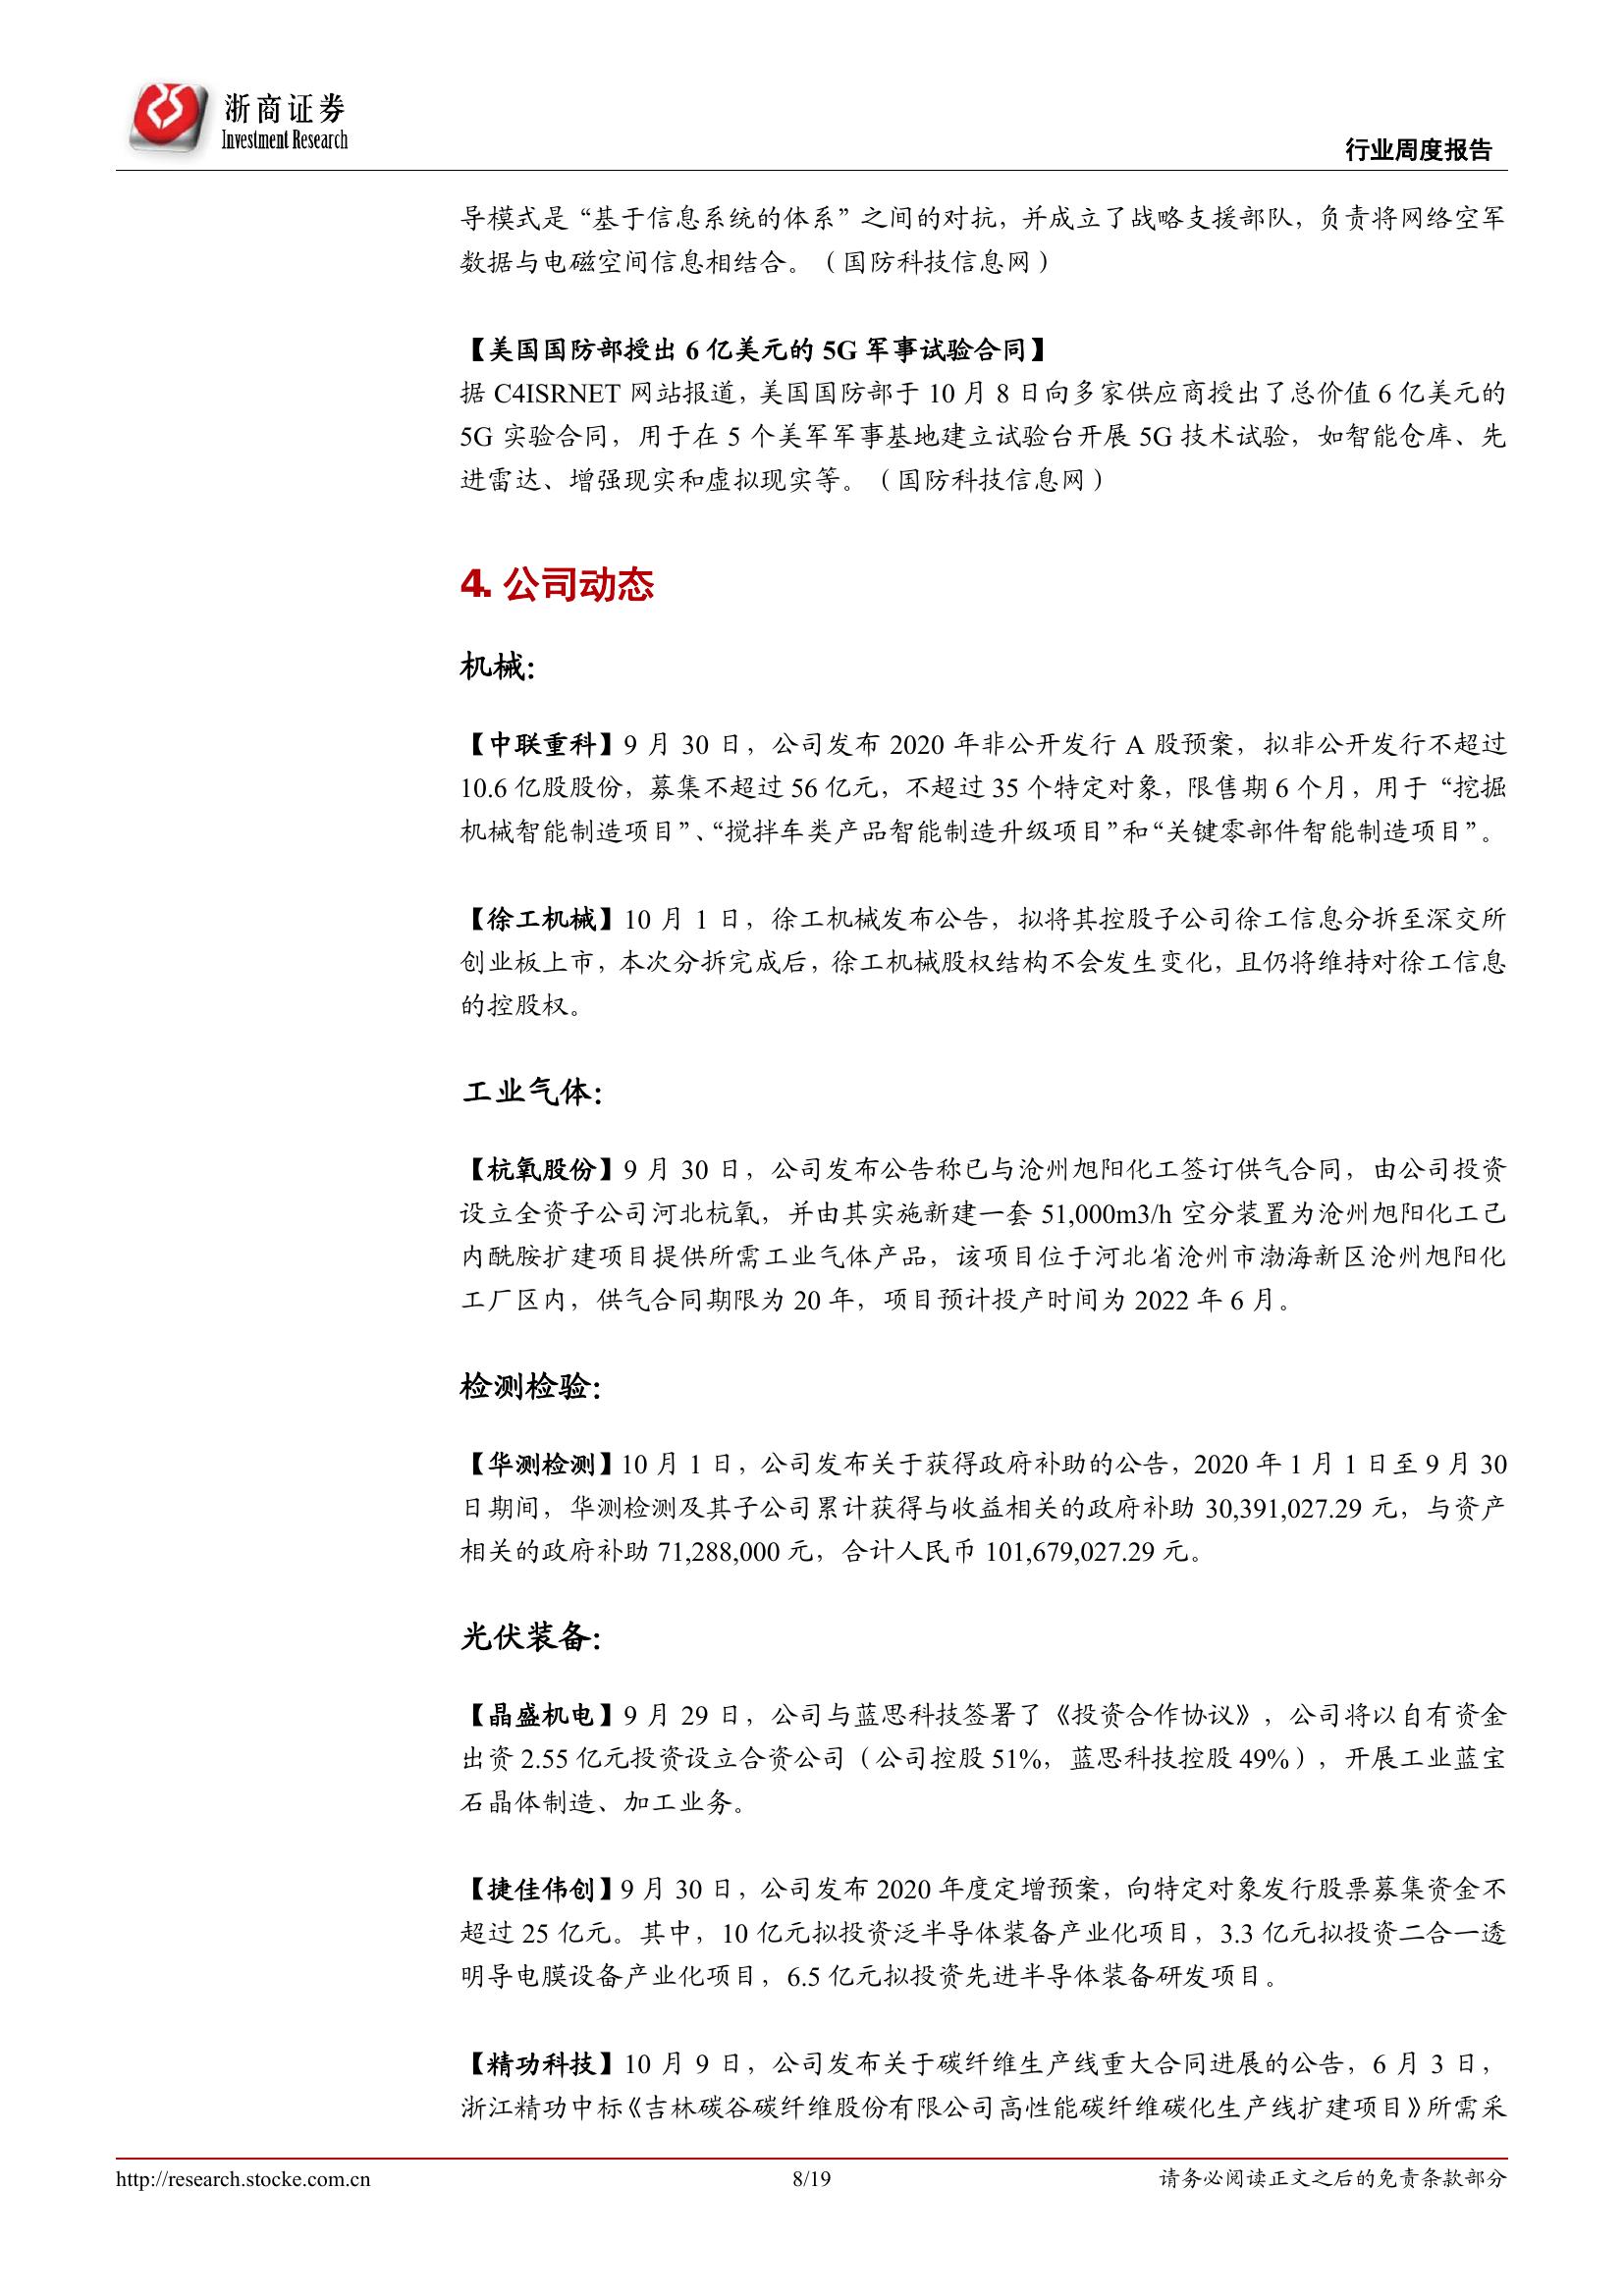 浙商证券
Investment Research
行业周度报告
导模式是“基于信息系统的体系”之间的对抗，并成立了战略支援部队，负责将网络空军
数据与电磁空间信息相结合。（国防科技信息网）
【美国国防部授出 6 亿美元的 5G 军事试验合同】
据 C4ISRNET 网站报道，美国国防部于 10 月 8 日向多家供应商授出了总价值 6 亿美元的
5G 实验合同，用于在 5 个美军军事基地建立试验台开展 5G 技术试验，如智能仓库、先
进雷达、增强现实和虚拟现实等。（国防科技信息网）
4. 公司动态
机械：
【中联重科】9 月 30 日，公司发布 2020 年非公开发行 A 股预案，拟非公开发行不超过
10.6 亿股股份，募集不超过 56 亿元，不超过 35 个特定对象，限售期 6 个月，用于“挖掘
机械智能制造项目”、“搅拌车类产品智能制造升级项目”和“关键零部件智能制造项目”。
【徐工机械】10 月 1 日，徐工机械发布公告，拟将其控股子公司徐工信息分拆至深交所
创业板上市，本次分拆完成后，徐工机械股权结构不会发生变化，且仍将维持对徐工信息
的控股权。
工业气体：
【杭氧股份】9 月 30 日，公司发布公告称已与沧州旭阳化工签订供气合同，由公司投资
设立全资子公司河北杭氧，并由其实施新建一套 51,000m3/h 空分装置为沧州旭阳化工己
内酰胺扩建项目提供所需工业气体产品，该项目位于河北省沧州市渤海新区沧州旭阳化
工厂区内，供气合同期限为 20 年，项目预计投产时间为 2022 年 6 月。
检测检验：
【华测检测】10 月 1 日，公司发布关于获得政府补助的公告，2020 年 1 月 1 日至 9 月 30
日期间，华测检测及其子公司累计获得与收益相关的政府补助 30,391,027.29 元，与资产
相关的政府补助 71,288,000 元，合计人民币 101,679,027.29 元。
光伏装备：
【晶盛机电】9 月 29 日，公司与蓝思科技签署了《投资合作协议》，公司将以自有资金
出资 2.55 亿元投资设立合资公司（公司控股 51%，蓝思科技控股 49%），开展工业蓝宝
石晶体制造、加工业务。
【捷佳伟创】9 月 30 日，公司发布 2020 年度定增预案，向特定对象发行股票募集资金不
超过 25 亿元。其中，10 亿元拟投资泛半导体装备产业化项目，3.3 亿元拟投资二合一透
明导电膜设备产业化项目，6.5 亿元拟投资先进半导体装备研发项目。
【精功科技】10 月 9 日，公司发布关于碳纤维生产线重大合同进展的公告，6 月 3 日，
浙江精功中标《吉林碳谷碳纤维股份有限公司高性能碳纤维碳化生产线扩建项目》所需采
http://research.stocke.com.cn
8/19
请务必阅读正文之后的免责条款部分